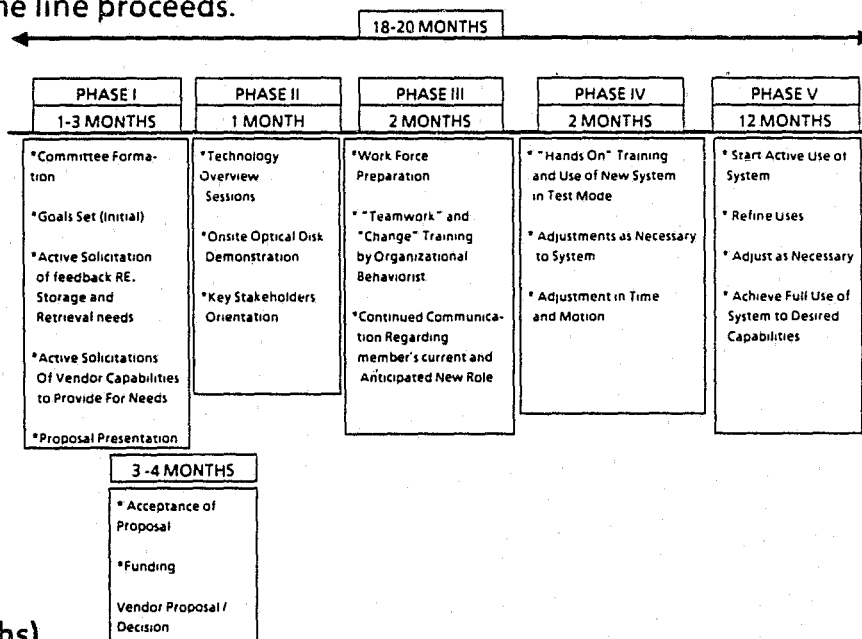 ne line proceeds.
18-20 MONTHS
PHASE I
1-3 MONTHS
*Committee Forma-
tion
*Goals Set (Initial)
*Active Solicitation
of feedback RE.
Storage and
Retrieval needs
*Active Solicitations
Of Vendor Capabilities
to Provide For Needs
*Proposal Presentation
3-4 MONTHS
* Acceptance of
Proposal
*Funding
Vendor Proposal /
Decision
PHASE II
1 MONTH
*Technology
Overview
Sessions
*Onsite Optical Disk
Demonstration
*Key Stakeholders
Orientation
PHASE III
2 MONTHS
*Work Force
Preparation
* "Teamwork" and
"Change" Training
by Organizational
Behaviorist
*Continued Communica-
tion Regarding
member's current and
Anticipated New Role
PHASE IV
2 MONTHS
* "Hands On" Training
and Use of New System
in Test Mode
* Adjustments as Necessary
to System
* Adjustment in Time
and Motion
PHASE V
12 MONTHS
* Start Active Use of
System
* Refine Uses
* Adjust as Necessary
* Achieve Full Use of
System to Desired
Capabilities
hs)